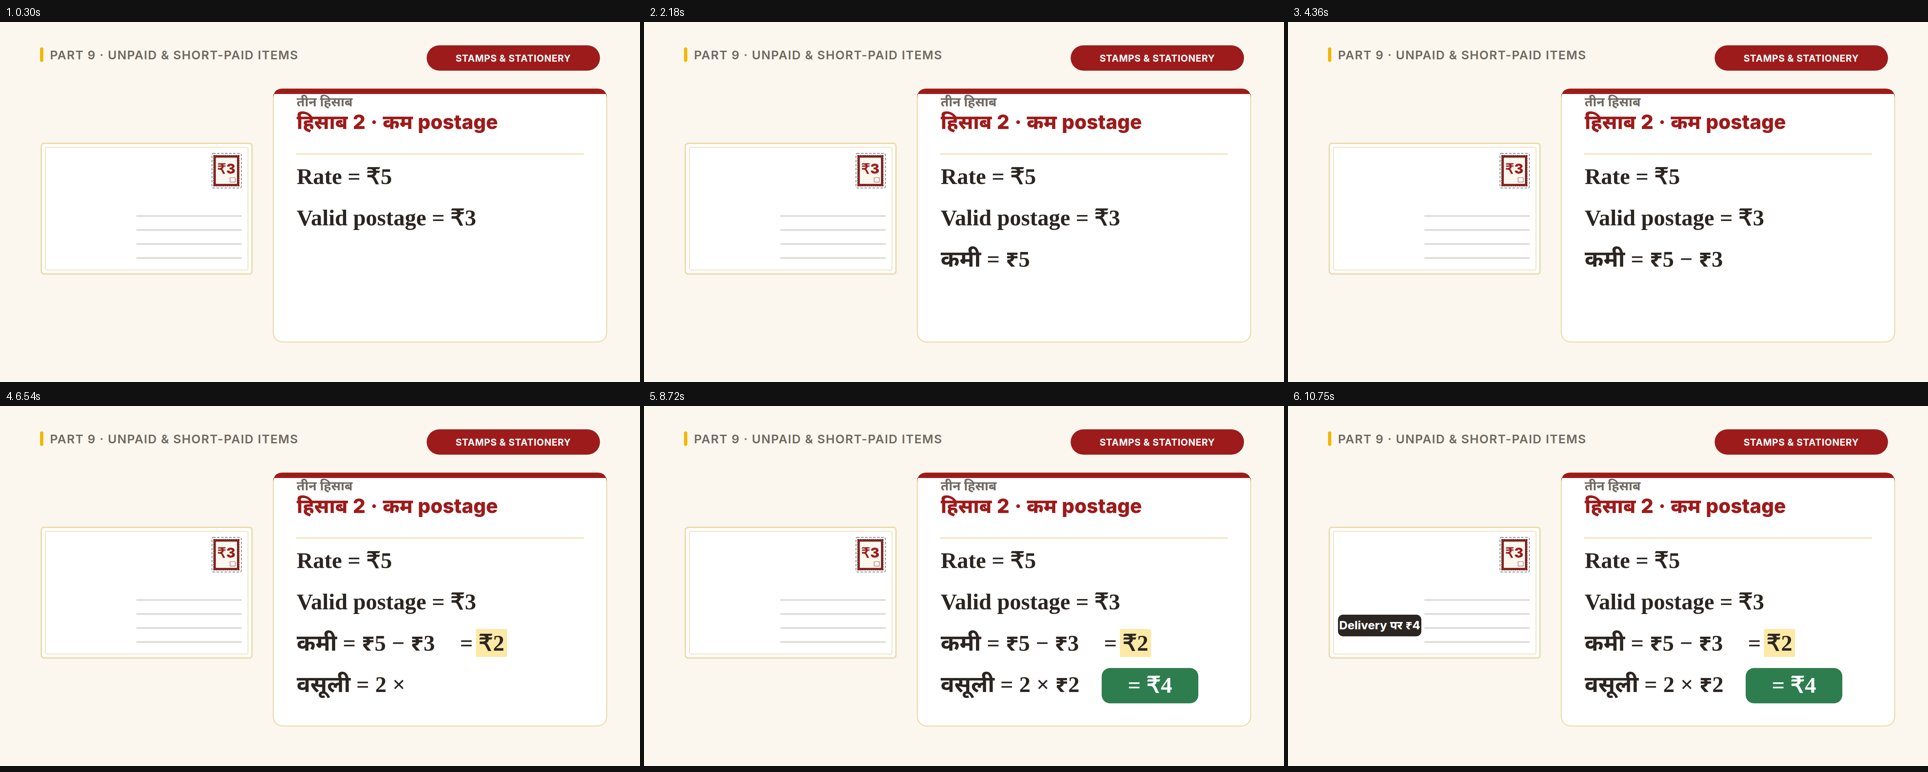 1. 0.30s
PART 9 · UNPAID & SHORT-PAID ITEMS
STAMPS & STATIONERY
तीन हिसाब
हिसाब 2 · कम postage
₹3
Rate = ₹5
Valid postage = ₹3
2. 2.18s
PART 9 · UNPAID & SHORT-PAID ITEMS
STAMPS & STATIONERY
तीन हिसाब
हिसाब 2 · कम postage
₹3
Rate = ₹5
Valid postage = ₹3
कमी = ₹5
3. 4.36s
PART 9 · UNPAID & SHORT-PAID ITEMS
STAMPS & STATIONERY
तीन हिसाब
हिसाब 2 · कम postage
₹3
Rate = ₹5
Valid postage = ₹3
कमी = ₹5 − ₹3
4. 6.54s
PART 9 · UNPAID & SHORT-PAID ITEMS
STAMPS & STATIONERY
तीन हिसाब
हिसाब 2 · कम postage
₹3
Rate = ₹5
Valid postage = ₹3
कमी = ₹5 − ₹3 = ₹2
वसूली = 2 ×
5. 8.72s
PART 9 · UNPAID & SHORT-PAID ITEMS
STAMPS & STATIONERY
तीन हिसाब
हिसाब 2 · कम postage
₹3
Rate = ₹5
Valid postage = ₹3
कमी = ₹5 − ₹3 = ₹2
वसूली = 2 × ₹2 = ₹4
6. 10.75s
PART 9 · UNPAID & SHORT-PAID ITEMS
STAMPS & STATIONERY
तीन हिसाब
हिसाब 2 · कम postage
₹3
Rate = ₹5
Valid postage = ₹3
कमी = ₹5 − ₹3 = ₹2
Delivery पर ₹4
वसूली = 2 × ₹2 = ₹4